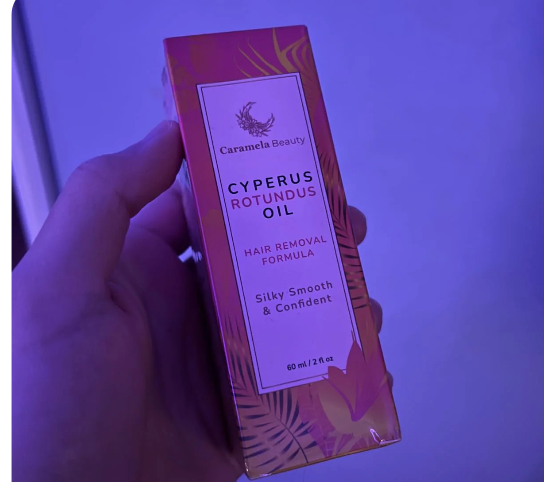 Caramela Beauty
CYPERUS
ROTUNDUS
OIL
HAIR REMOVAL
FORMULA
Silky Smooth
& Confident
60 ml / 2 fl oz